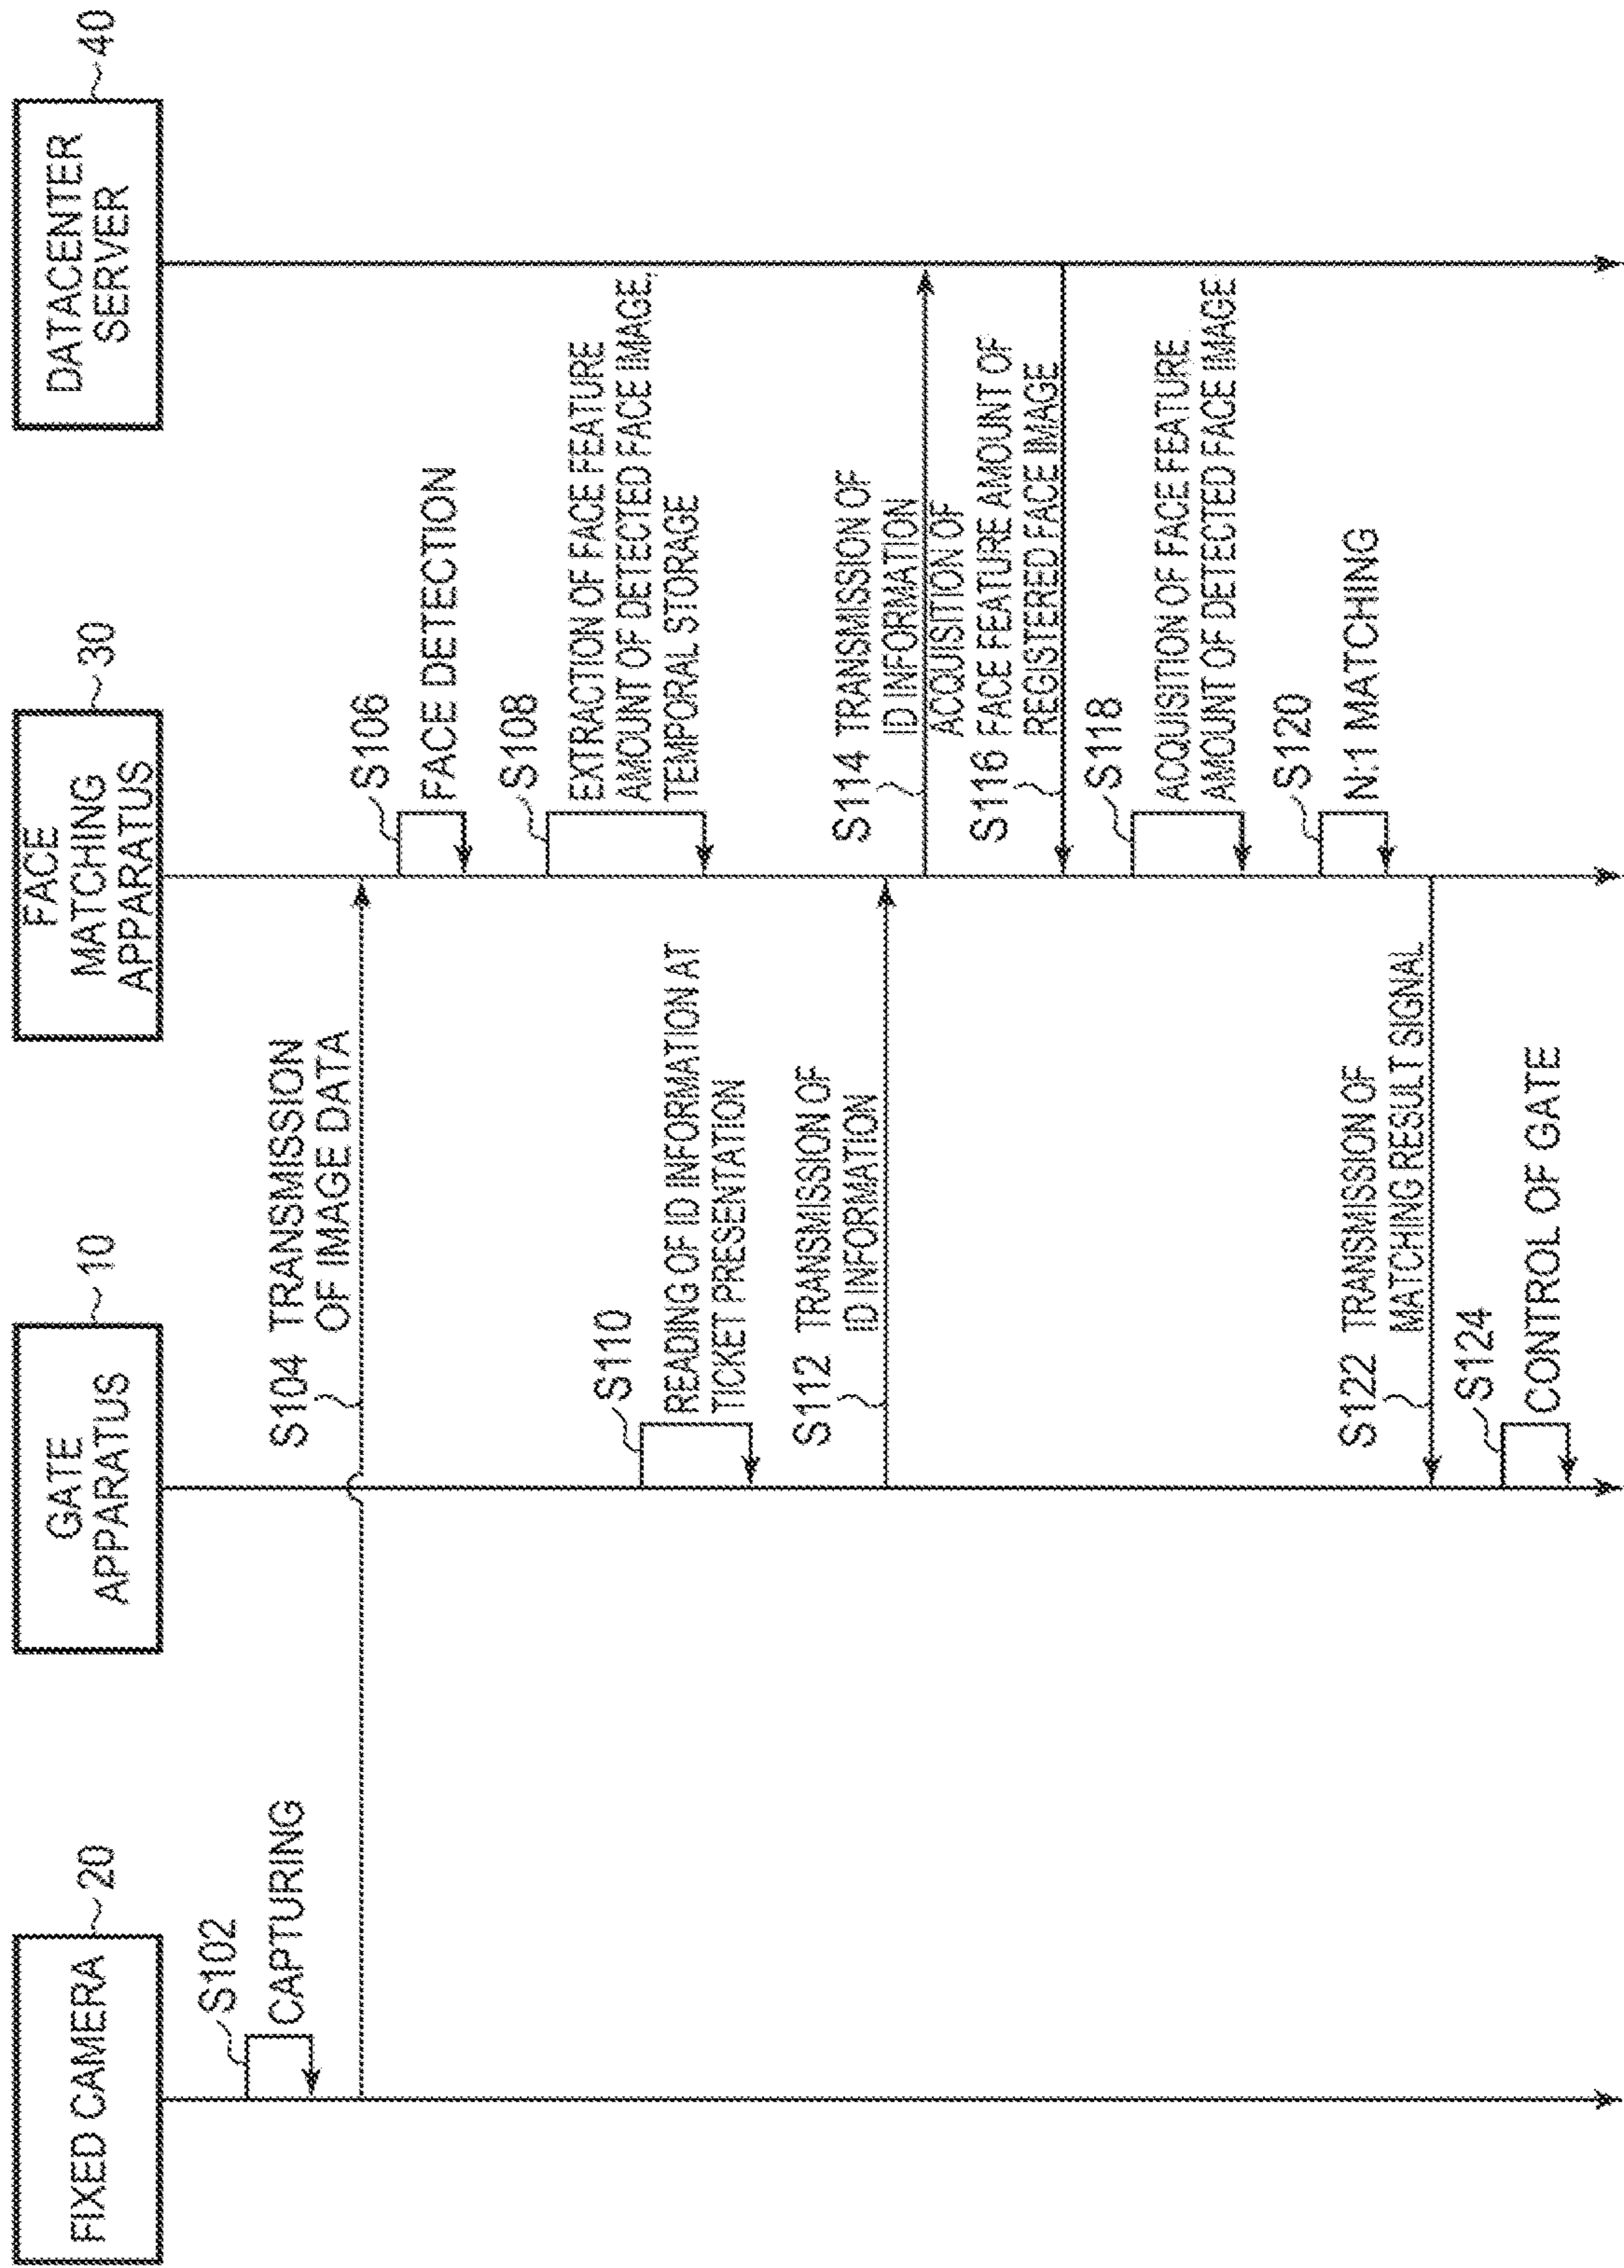 FIXED CAMERA
20
GATE
APPARATUS
10
FACE
MATCHING
APPARATUS
30
DATACENTER
SERVER
40
S102
CAPTURING
S104 TRANSMISSION
OF IMAGE DATA
S106
FACE DETECTION
S108
EXTRACTION OF FACE FEATURE
AMOUNT OF DETECTED FACE IMAGE,
TEMPORAL STORAGE
S110
READING OF ID INFORMATION AT
TICKET PRESENTATION
S112 TRANSMISSION OF
ID INFORMATION
S114 TRANSMISSION OF
ID INFORMATION
ACQUISITION OF
S116 FACE FEATURE AMOUNT OF
REGISTERED FACE IMAGE
S118
ACQUISITION OF FACE FEATURE
AMOUNT OF DETECTED FACE IMAGE
S120
N:1 MATCHING
S122 TRANSMISSION OF
MATCHING RESULT SIGNAL
S124
CONTROL OF GATE